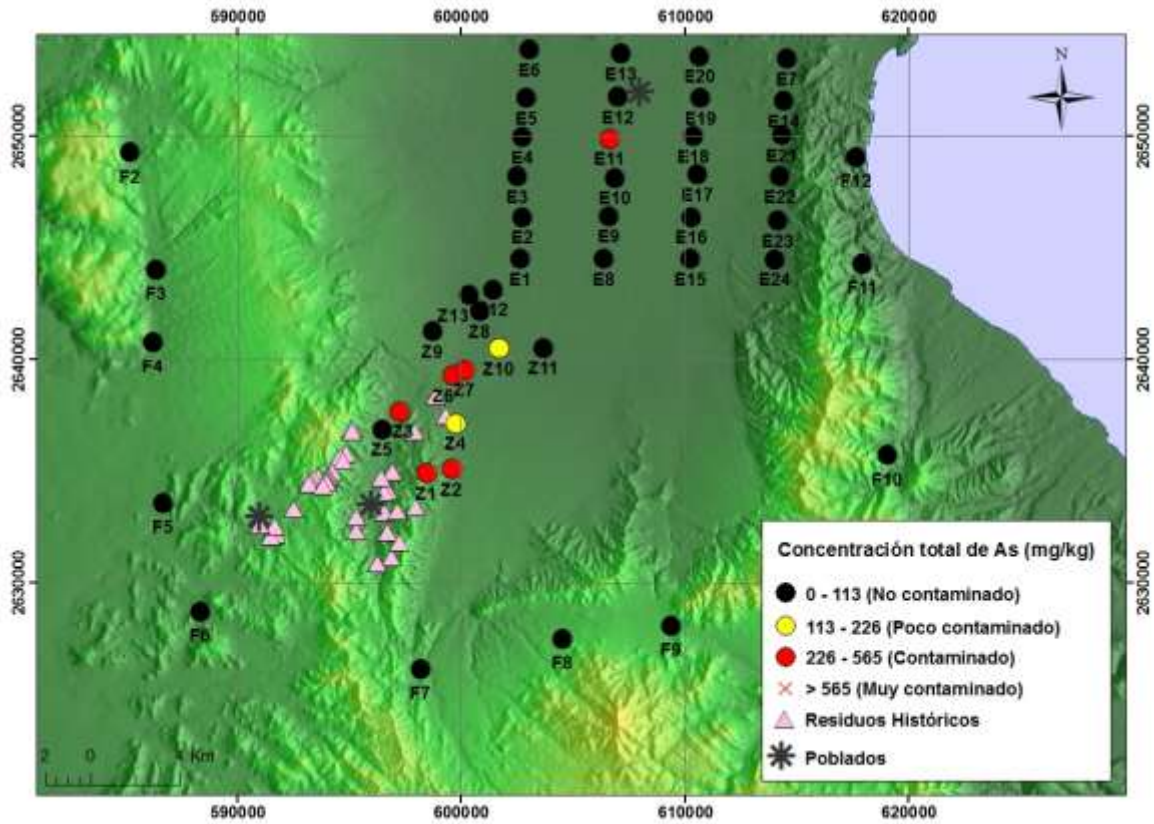 590000 600000 610000 620000
N
E6 E13 E20 E7
E5 E12 E19 E14
2650000 2650000
E4 E11 E18 E21
F2 F12
E3 E10 E17 E22
E2 E9 E16 E23
F3 E1 E8 E15 E24 F11
Z13 12
Z8
Z9
F4 Z10 Z11
2640000 2640000
Z6 Z7
Z5 Z3 Z4
F10
Z1 Z2
F5
2630000 2630000
F6 F8 F9
F7
Concentración total de As (mg/kg)
0 - 113 (No contaminado)
113 - 226 (Poco contaminado)
226 - 565 (Contaminado)
> 565 (Muy contaminado)
Residuos Históricos
Poblados
2 0 4 Km
590000 600000 610000 620000